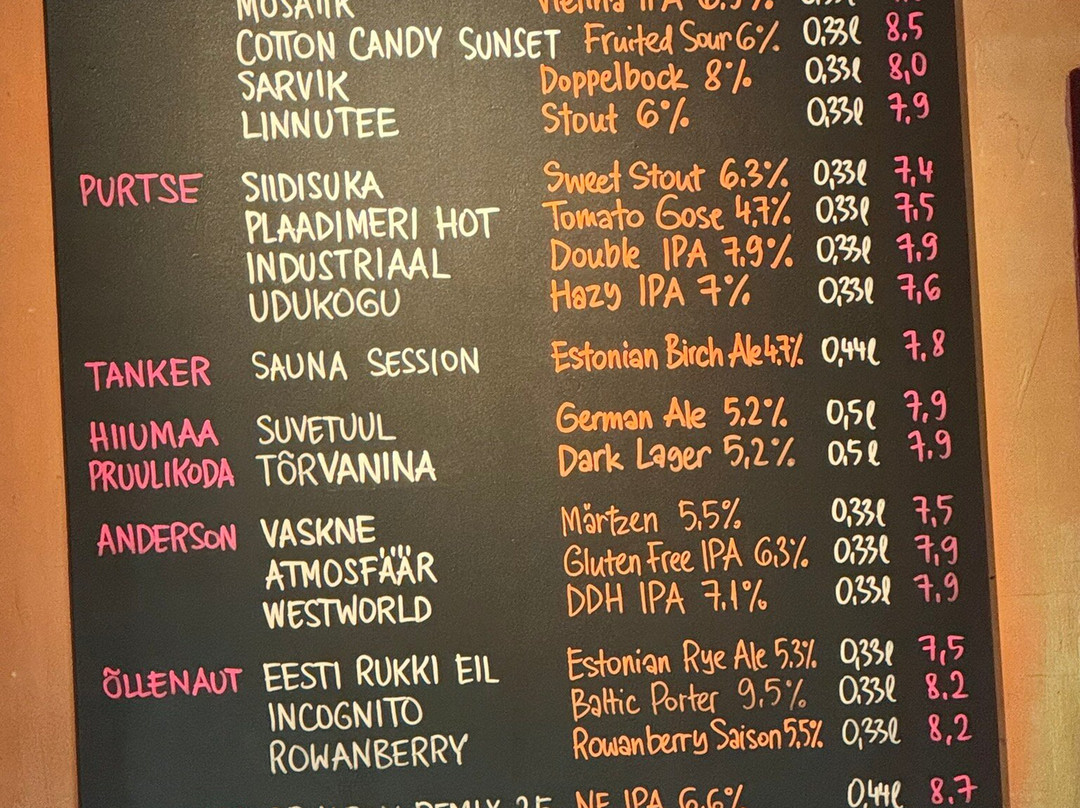 MOSAIIK Vienna IPA 6.5% 0,33l
COTTON CANDY SUNSET Fruited Sour 6% 0,33l 8,5
SARVIK Doppelbock 8% 0,33l 8,0
LINNUTEE Stout 6% 0,33l 7,9
PURTSE SIIDISUKA Sweet Stout 6.3% 0,33l 7,4
PLAADIMERI HOT Tomato Gose 4,7% 0,33l 7,5
INDUSTRIAAL Double IPA 7.9% 0,33l 7,9
UDUKOGU Hazy IPA 7% 0,33l 7,6
TANKER SAUNA SESSION Estonian Birch Ale 4,7% 0,44l 7,8
HIIUMAA SUVETUUL German Ale 5,2% 0,5l 7,9
PRUULIKODA TÕRVANINA Dark Lager 5,2% 0,5l 7,9
ANDERSON VASKNE Märtzen 5,5% 0,33l 7,5
ATMOSFÄÄR Gluten Free IPA 6,3% 0,33l 7,9
WESTWORLD DDH IPA 7.1% 0,33l 7,9
ÕLLENAUT EESTI RUKKI EIL Estonian Rye Ale 5,3% 0,33l 7,5
INCOGNITO Baltic Porter 9,5% 0,33l 8,2
ROWANBERRY Rowanberry Saison 5,5% 0,33l 8,2
NE IPA 6,6% 0,44l 8,7